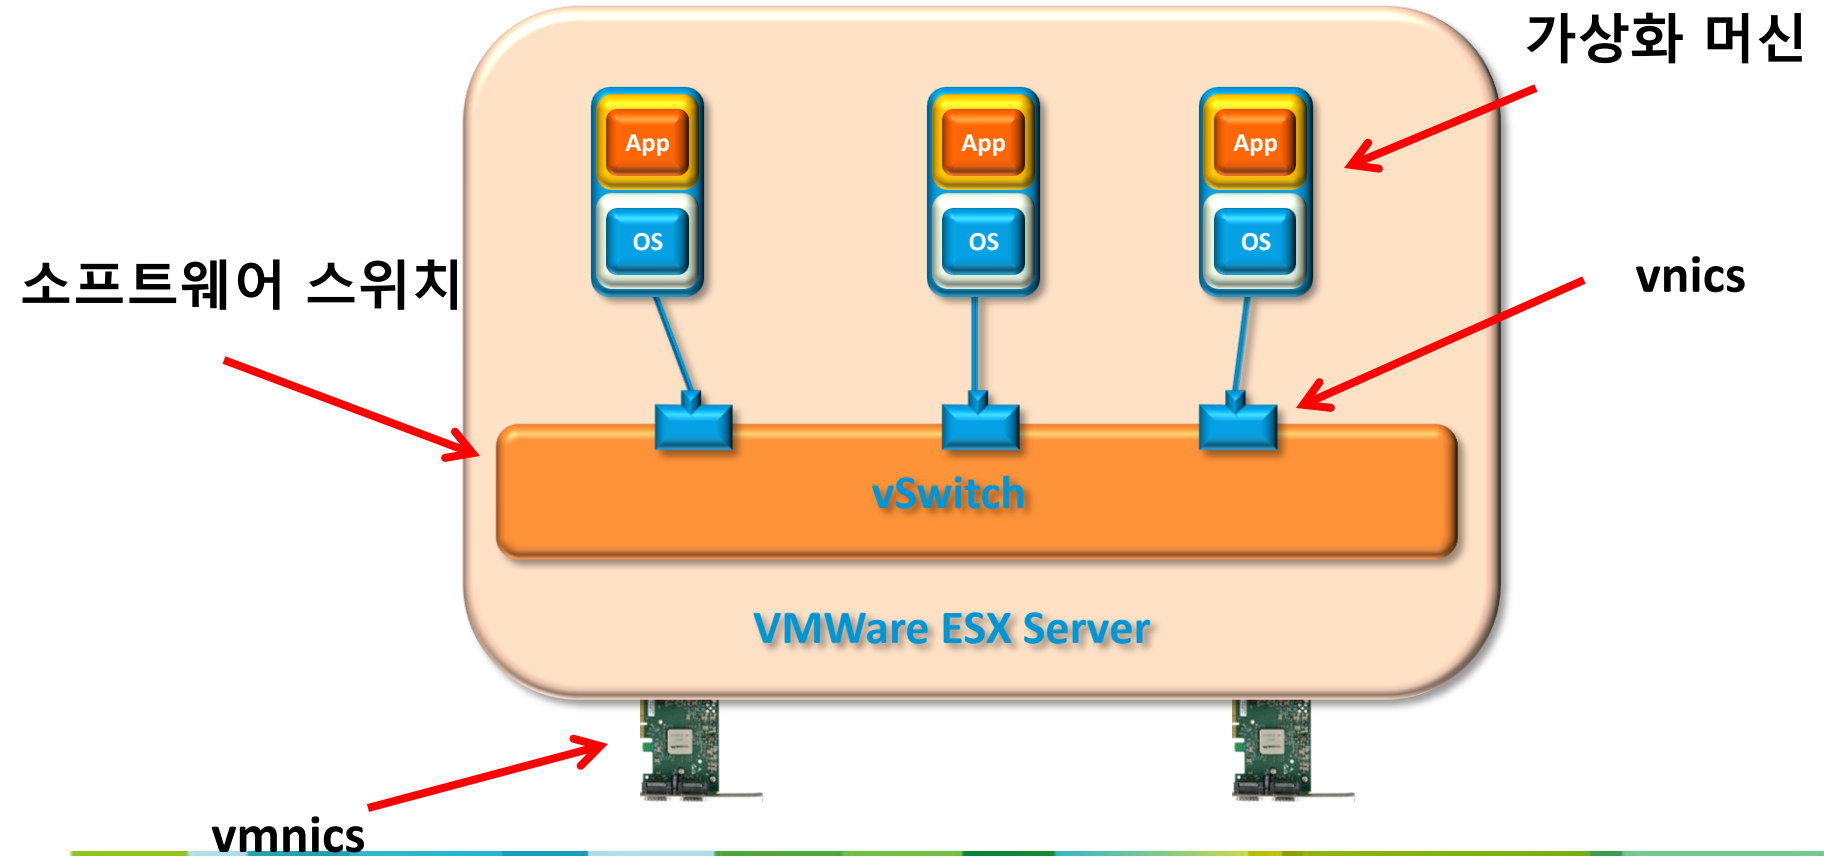 가상화 머신
App
App
App
OS
OS
OS
소프트웨어 스위치
vnics
vSwitch
VMWare ESX Server
vmnics